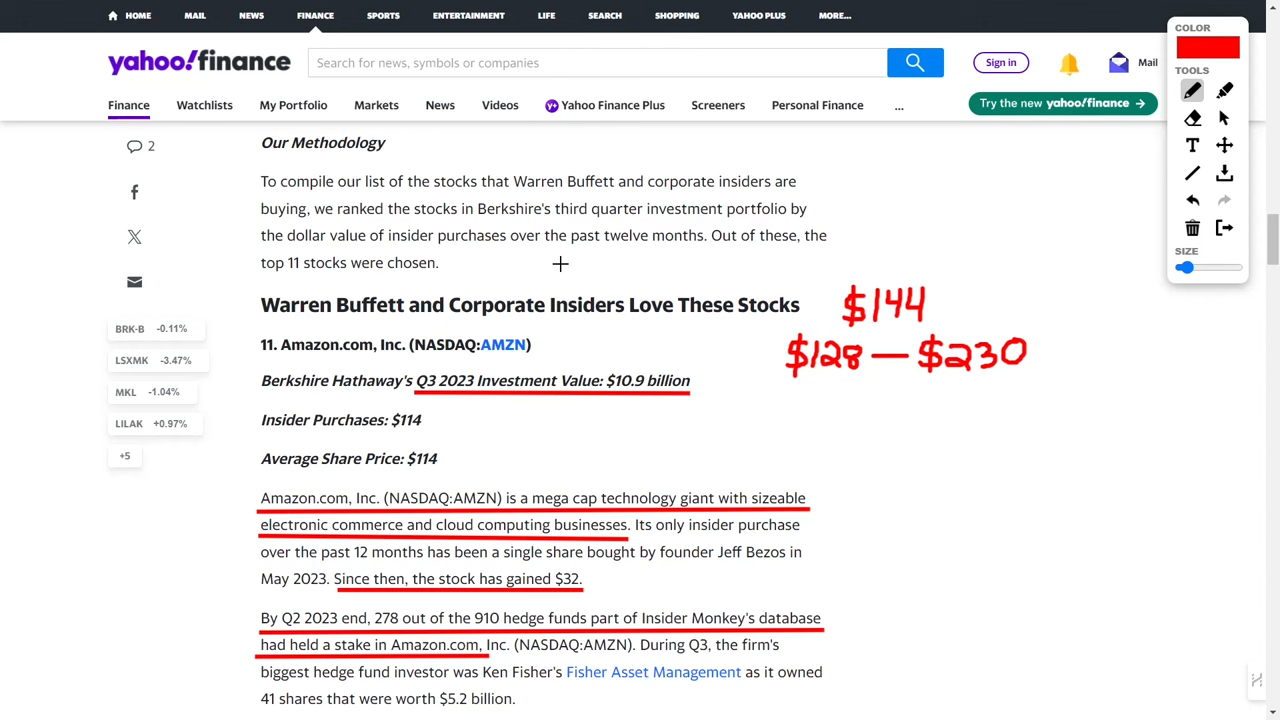 HOME MAIL NEWS FINANCE SPORTS ENTERTAINMENT LIFE SEARCH SHOPPING YAHOO PLUS MORE...
COLOR
yahoo!finance
Search for news, symbols or companies
Sign in
Mail
TOOLS
Finance Watchlists My Portfolio Markets News Videos Yahoo Finance Plus Screeners Personal Finance ...
Try the new yahoo!finance →
T
SIZE
2
Our Methodology
To compile our list of the stocks that Warren Buffett and corporate insiders are
buying, we ranked the stocks in Berkshire's third quarter investment portfolio by
the dollar value of insider purchases over the past twelve months. Out of these, the
top 11 stocks were chosen.
Warren Buffett and Corporate Insiders Love These Stocks
$144
$128 — $230
BRK-B -0.11%
LSXMK -3.47%
MKL -1.04%
LILAK +0.97%
+5
11. Amazon.com, Inc. (NASDAQ:AMZN)
Berkshire Hathaway's Q3 2023 Investment Value: $10.9 billion
Insider Purchases: $114
Average Share Price: $114
Amazon.com, Inc. (NASDAQ:AMZN) is a mega cap technology giant with sizeable
electronic commerce and cloud computing businesses. Its only insider purchase
over the past 12 months has been a single share bought by founder Jeff Bezos in
May 2023. Since then, the stock has gained $32.
By Q2 2023 end, 278 out of the 910 hedge funds part of Insider Monkey's database
had held a stake in Amazon.com, Inc. (NASDAQ:AMZN). During Q3, the firm's
biggest hedge fund investor was Ken Fisher's Fisher Asset Management as it owned
41 shares that were worth $5.2 billion.